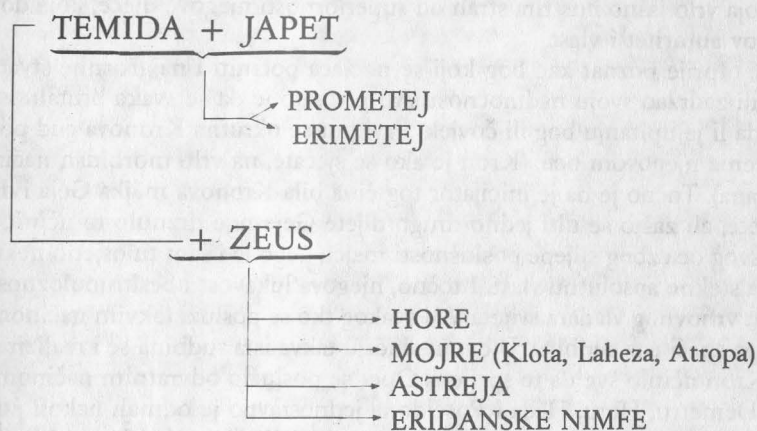 TEMIDA + JAPET
PROMETEJ
ERIMETEJ
+ ZEUS
HORE
MOJRE (Klota, Laheza, Atropa)
ASTREJA
ERIDANSKE NIMFE